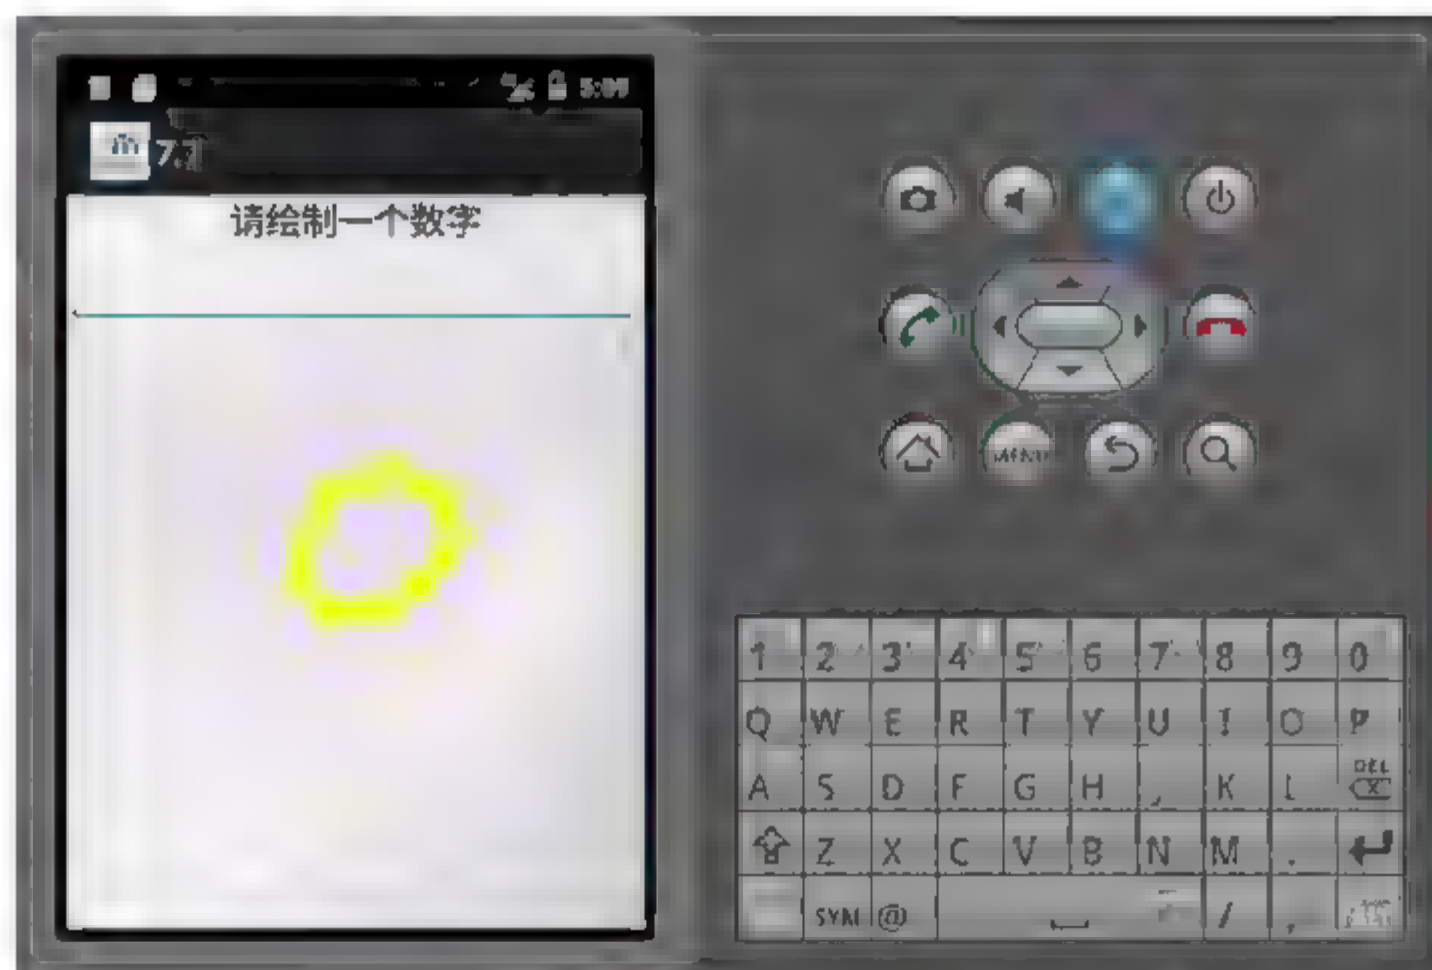 请绘制一个数字
1 2 3 4 5 6 7 8 9 0
Q W E R T Y U I O P
A S D F G H J K L DEL
Z X C V B N M .
SYM @ / ,